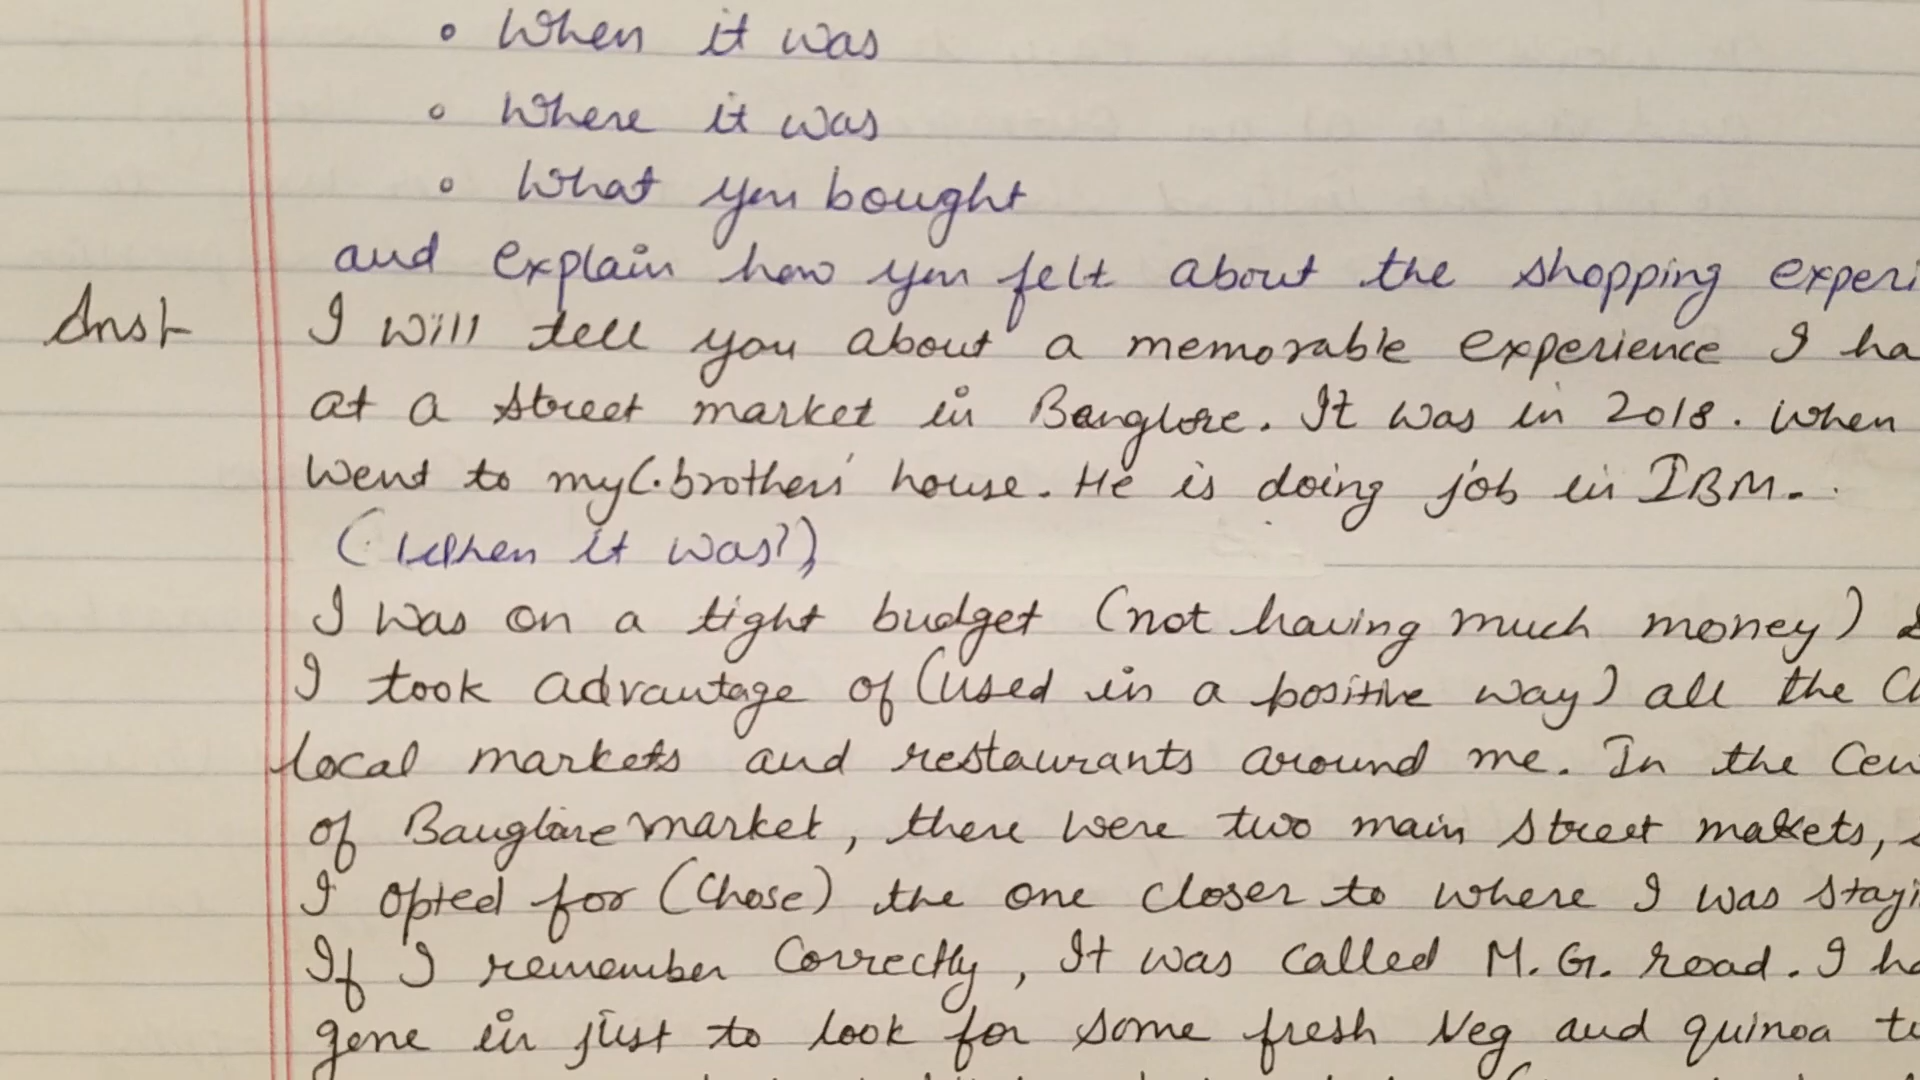 • When it was
• Where it was
• What you bought
and explain how you felt about the shopping experi
Ans:- I will tell you about a memorable experience I ha
at a street market in Banglore. It was in 2018. When
went to my(.brothers' house. He is doing job in IBM..
(When it was?)
I was on a tight budget (not having much money)
I took advantage of (used in a positive way) all the Ch
local markets and restaurants around me. In the Cen
of Banglore market, there were two main street makets, s
I opted for (Chose) the one closer to where I was stayi
If I remember Correctly, It was called M.G. road. I ha
gone in just to look for some fresh Veg and quinoa to